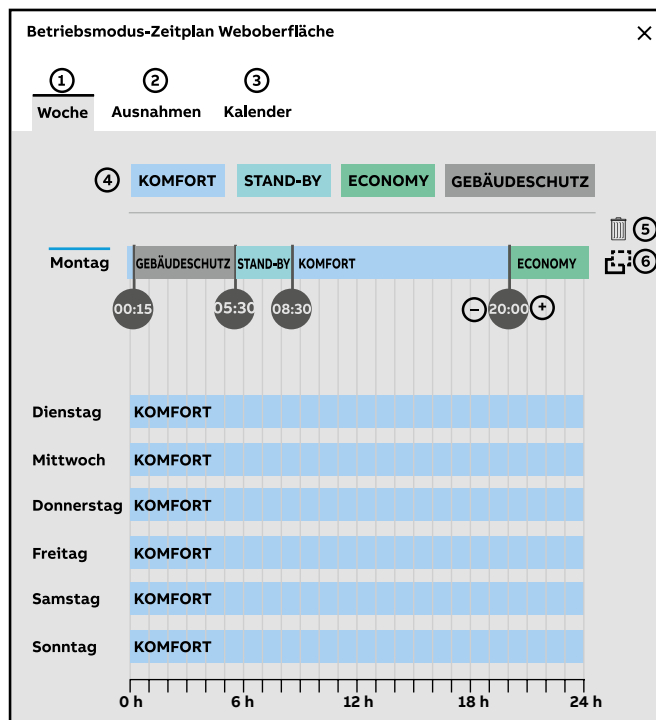 Betriebsmodus-Zeitplan Weboberfläche
1 2 3
Woche Ausnahmen Kalender
4 KOMFORT STAND-BY ECONOMY GEBÄUDESCHUTZ
5
Montag GEBÄUDESCHUTZ STAND-BY KOMFORT ECONOMY 6
00:15 05:30 08:30 − 20:00 +
Dienstag KOMFORT
Mittwoch KOMFORT
Donnerstag KOMFORT
Freitag KOMFORT
Samstag KOMFORT
Sonntag KOMFORT
0 h 6 h 12 h 18 h 24 h